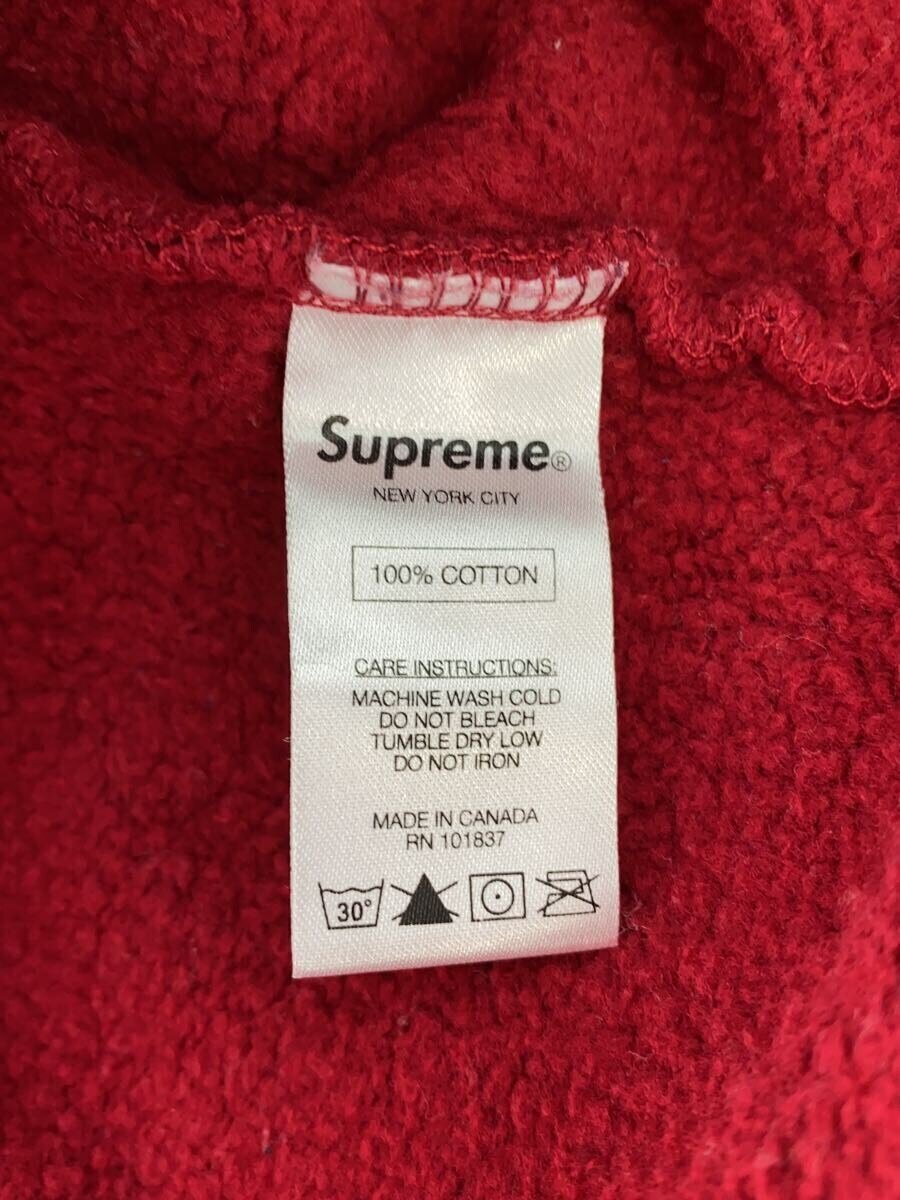 Supreme®
NEW YORK CITY
100% COTTON
CARE INSTRUCTIONS:
MACHINE WASH COLD
DO NOT BLEACH
TUMBLE DRY LOW
DO NOT IRON
MADE IN CANADA
RN 101837
30°